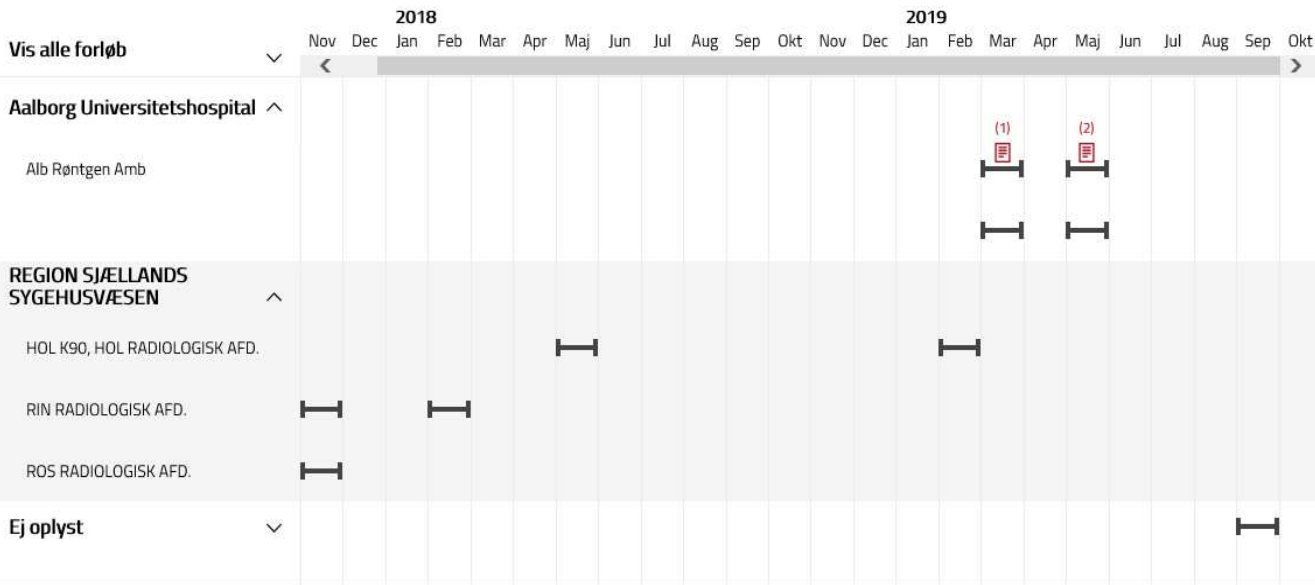 2018 2019
Vis alle forløb Nov Dec Jan Feb Mar Apr Maj Jun Jul Aug Sep Okt Nov Dec Jan Feb Mar Apr Maj Jun Jul Aug Sep Okt
Aalborg Universitetshospital
(1) (2)
Alb Røntgen Amb
REGION SJÆLLANDS
SYGEHUSVÆSEN
HOL K90, HOL RADIOLOGISK AFD.
RIN RADIOLOGISK AFD.
ROS RADIOLOGISK AFD.
Ej oplyst